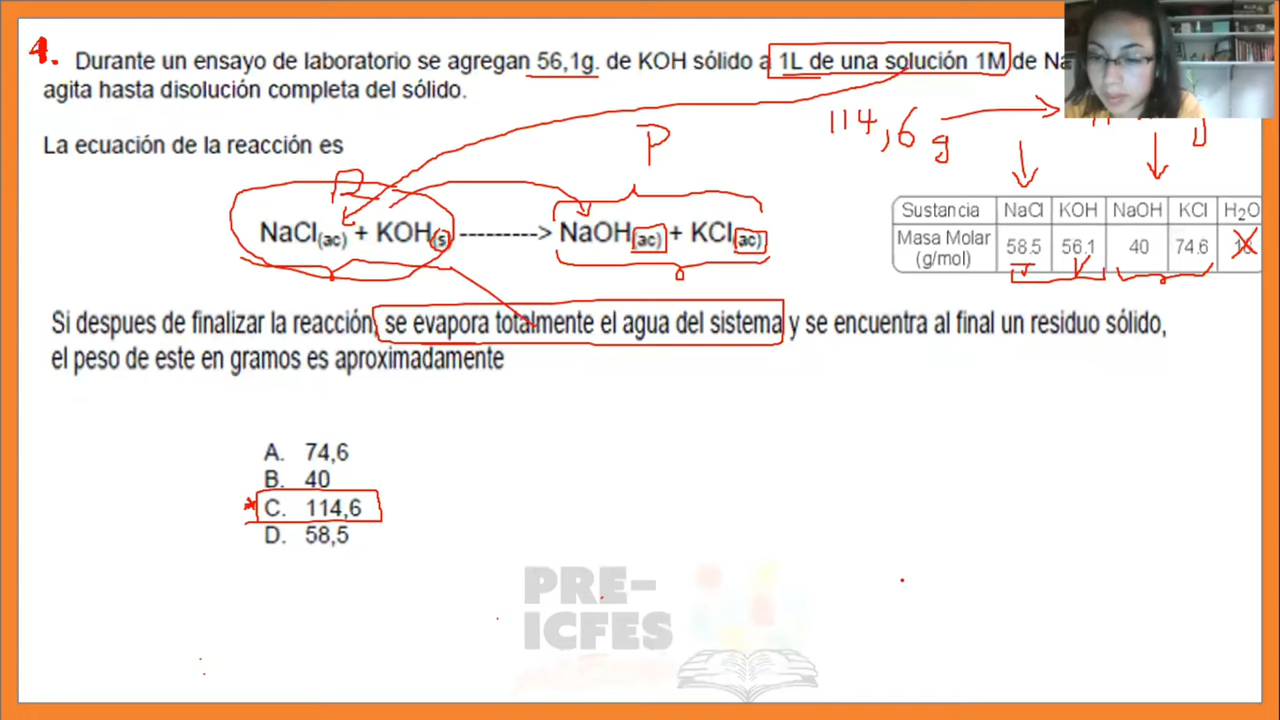 4.
Durante un ensayo de laboratorio se agregan 56,1g. de KOH sólido a 1L de una solución 1M de Na
agita hasta disolución completa del sólido.
114,6 g
P
La ecuación de la reacción es
R
NaCl(ac) + KOH(s) ---------> NaOH(ac) + KCl(ac)
Sustancia NaCl KOH NaOH KCl H2O
Masa Molar 58.5 56.1 40 74.6
(g/mol)
Si despues de finalizar la reacción, se evapora totalmente el agua del sistema y se encuentra al final un residuo sólido,
el peso de este en gramos es aproximadamente
A. 74,6
B. 40
* C. 114,6
D. 58,5
PRE-
ICFES